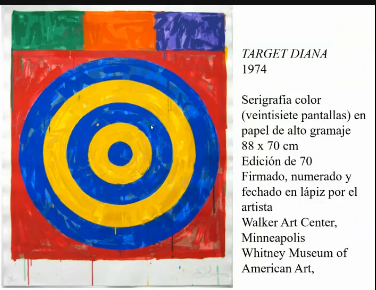 TARGET DIANA
1974
Serigrafía color
(veintisiete pantallas) en
papel de alto gramaje
88 x 70 cm
Edición de 70
Firmado, numerado y
fechado en lápiz por el
artista
Walker Art Center,
Minneapolis
Whitney Museum of
American Art,